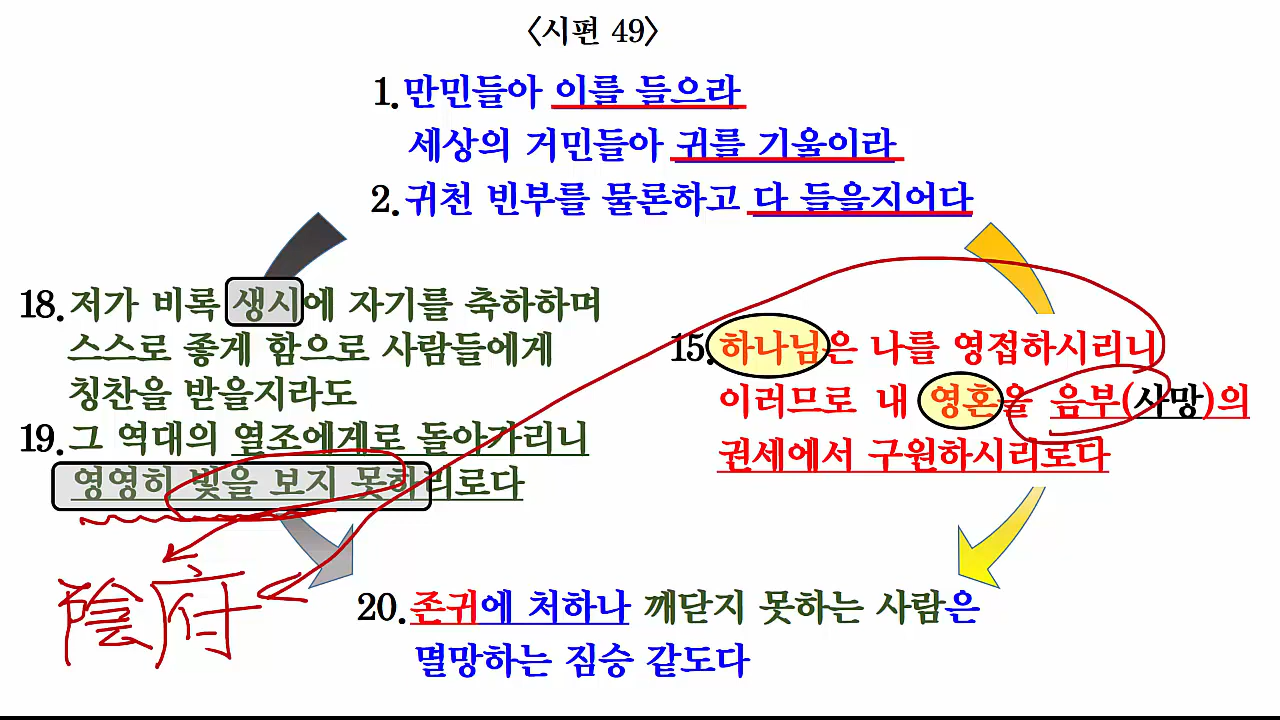 〈시편 49〉
1.만민들아 이를 들으라
세상의 거민들아 귀를 기울이라
2.귀천 빈부를 물론하고 다 들을지어다
18.저가 비록 생시에 자기를 축하하며
스스로 좋게 함으로 사람들에게
칭찬을 받을지라도
19.그 역대의 열조에게로 돌아가리니
영영히 빛을 보지 못하리로다
15.하나님은 나를 영접하시리니
이러므로 내 영혼을 음부(사망)의
권세에서 구원하시리로다
陰府
20.존귀에 처하나 깨닫지 못하는 사람은
멸망하는 짐승 같도다